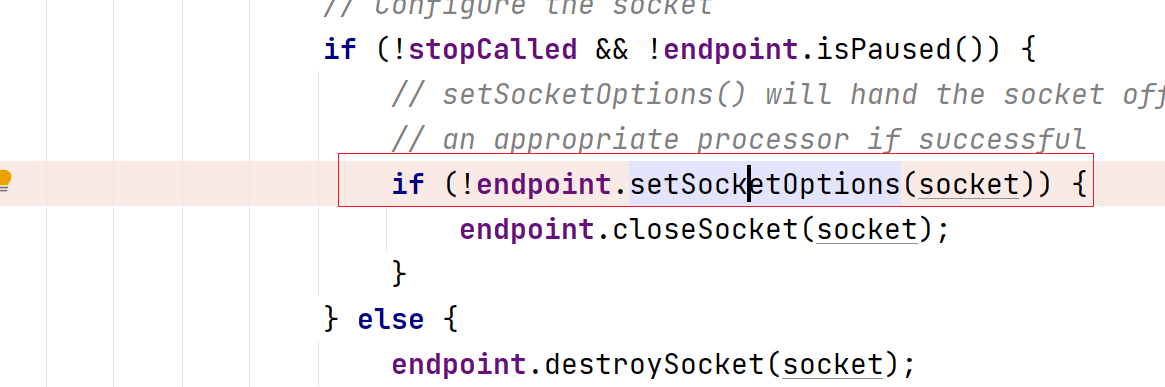 // Configure the socket
if (!stopCalled && !endpoint.isPaused()) {
// setSocketOptions() will hand the socket off
// an appropriate processor if successful
if (!endpoint.setSocketOptions(socket)) {
endpoint.closeSocket(socket);
}
} else {
endpoint.destroySocket(socket);